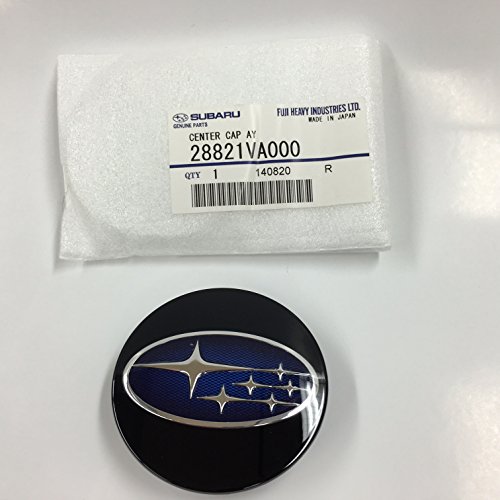 SUBARU
GENUINE PARTS
FUJI HEAVY INDUSTRIES LTD.
MADE IN JAPAN
CENTER CAP AY
28821VA000
QTY 1 140820 R